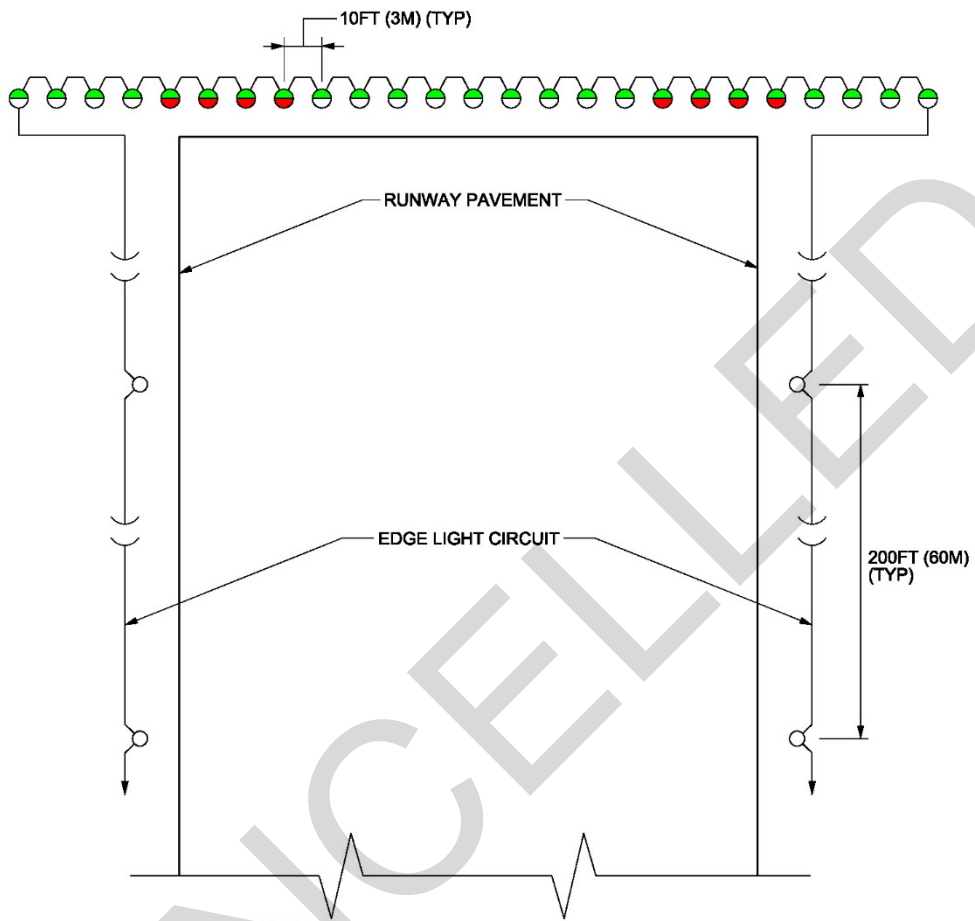 10FT (3M) (TYP)
RUNWAY PAVEMENT
EDGE LIGHT CIRCUIT
200FT (60M)
(TYP)
CANCELLED